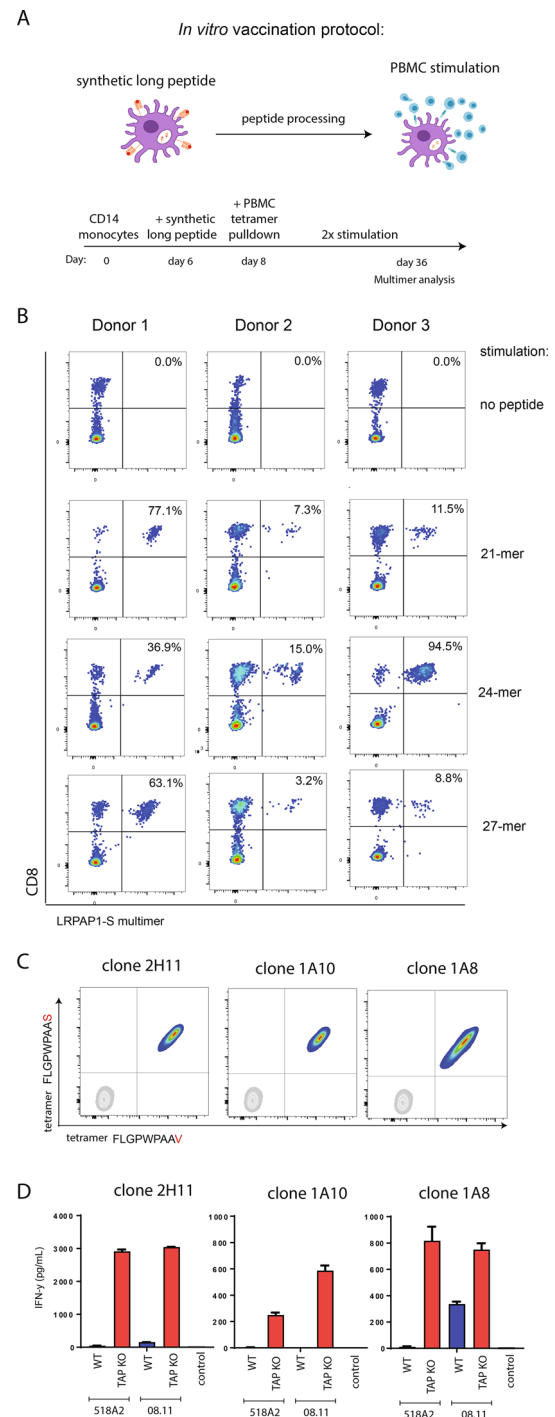 A
In vitro vaccination protocol:
synthetic long peptide
PBMC stimulation
peptide processing
CD14 monocytes
+ synthetic long peptide
+ PBMC tetramer pulldown
2x stimulation
Day:
0
day 6
day 8
day 36
Multimer analysis
B
Donor 1
Donor 2
Donor 3
stimulation:
0.0%
0.0%
0.0%
no peptide
77.1%
7.3%
11.5%
21-mer
36.9%
15.0%
94.5%
24-mer
63.1%
3.2%
8.8%
27-mer
CD8
LRPAP1-S multimer
C
clone 2H11
clone 1A10
clone 1A8
tetramer FLGPWPAAS
tetramer FLGPWPAAV
D
clone 2H11
clone 1A10
clone 1A8
IFN-y (pg/mL)
4000
3000
2000
1000
0
1000
800
600
400
200
0
1000
800
600
400
200
0
WT
TAP KO
WT
TAP KO
control
WT
TAP KO
WT
TAP KO
control
WT
TAP KO
WT
TAP KO
control
518A2
08.11
518A2
08.11
518A2
08.11